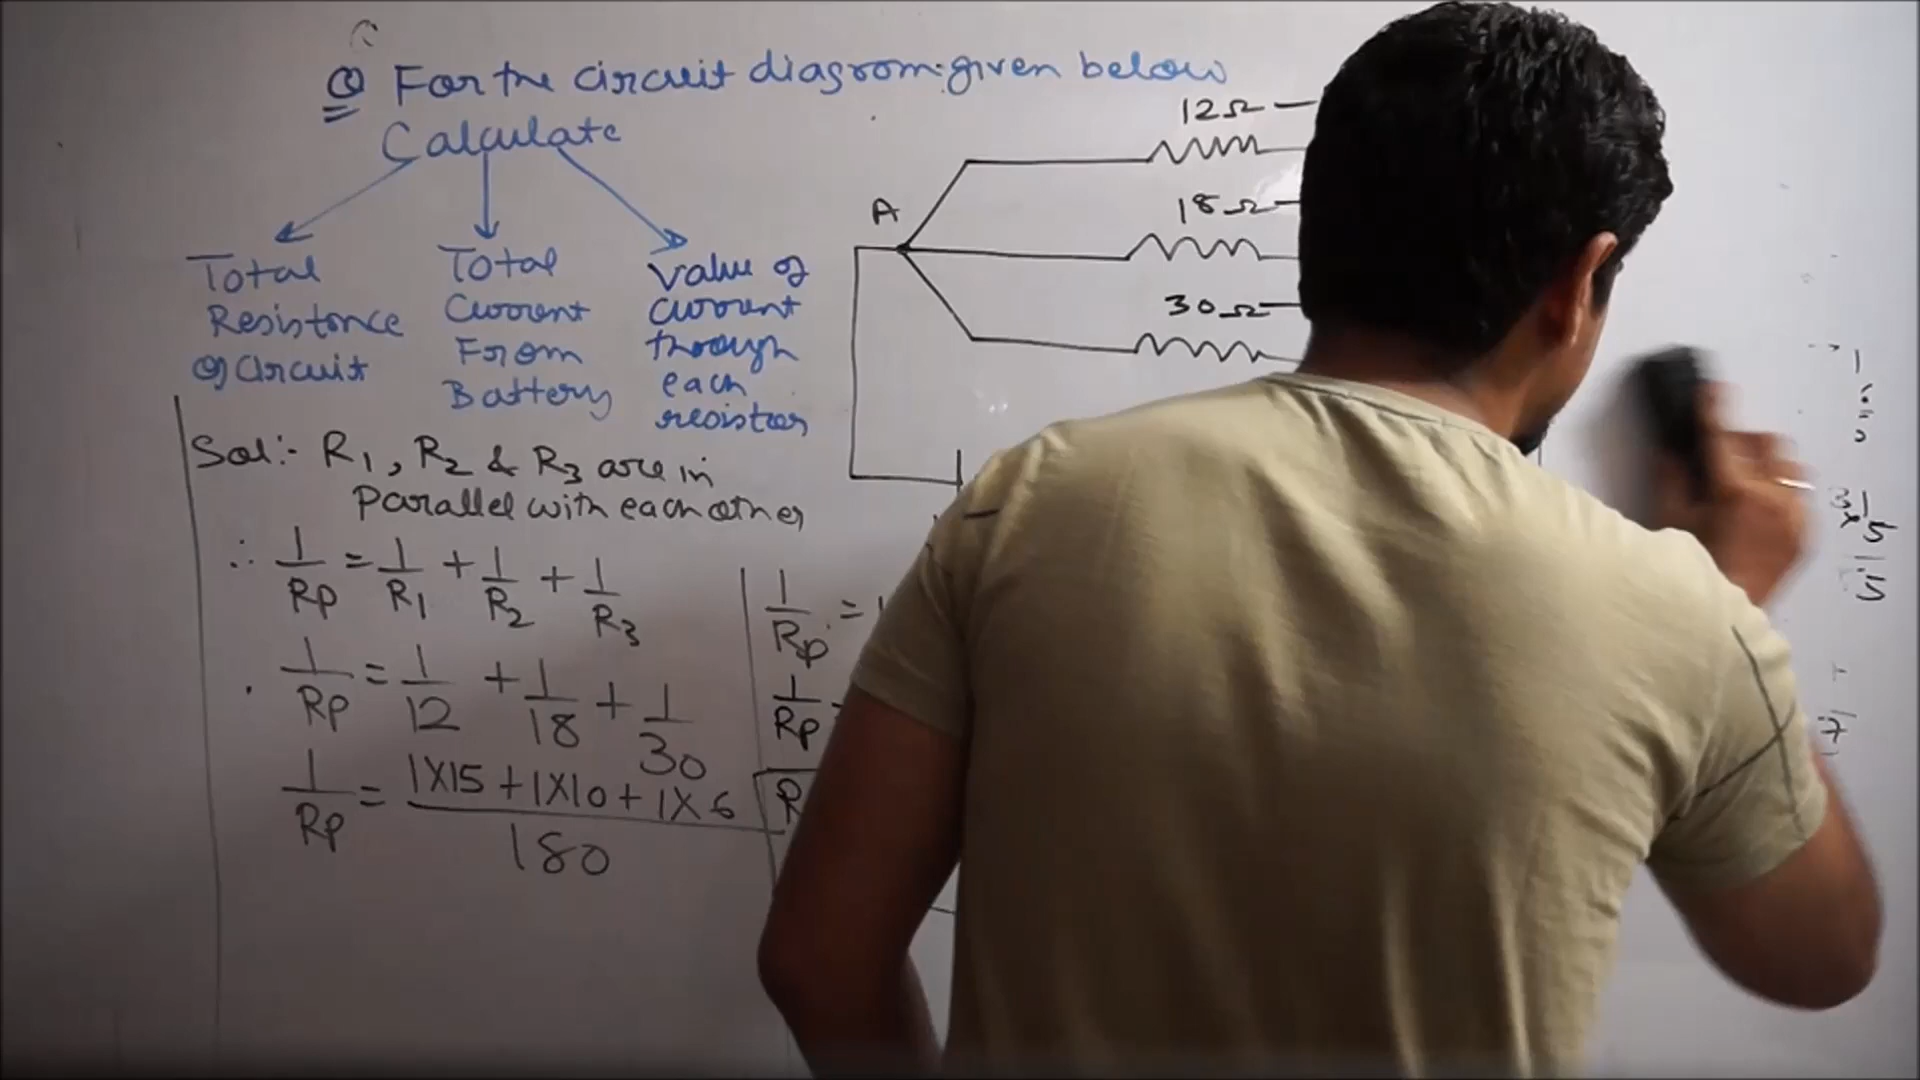 Q For the circuit diagrom given below
Calculate
Total
Resistonce
of Circuit
Total
Current
From
Battery
Value of
current
through
each
resistor
A
12Ω
18Ω
30Ω
Sol:- R1, R2 & R3 are in
Parallel with each other
∴ 1/Rp = 1/R1 + 1/R2 + 1/R3
1/Rp = 1/12 + 1/18 + 1/30
1/Rp = 1X15 + 1X10 + 1X6 / 180
1/Rp =
1/Rp
R